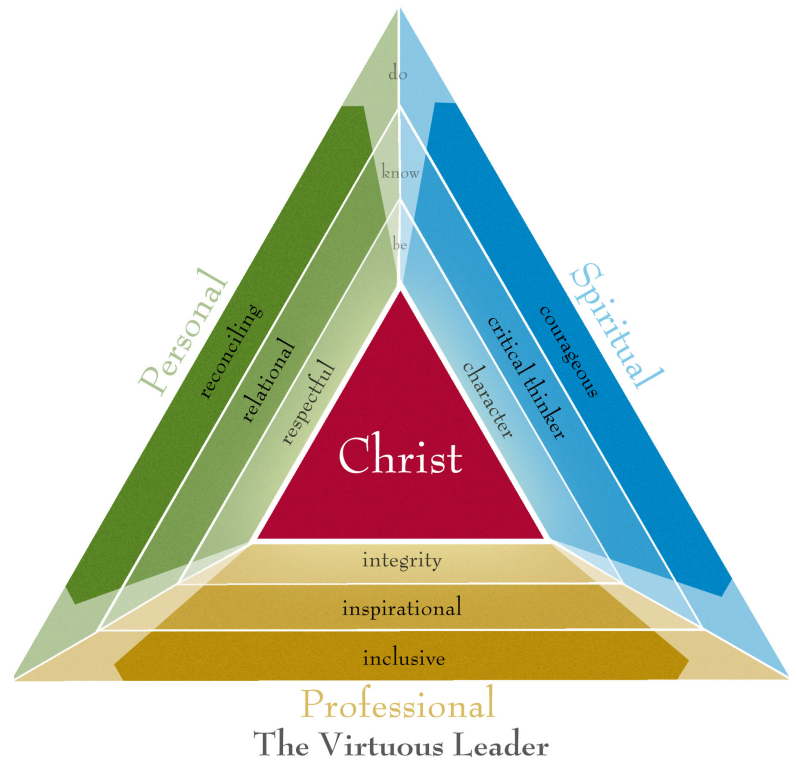 do
know
be
Personal
reconciling
relational
respectful
Spiritual
courageous
critical thinker
character
Christ
integrity
inspirational
inclusive
Professional
The Virtuous Leader